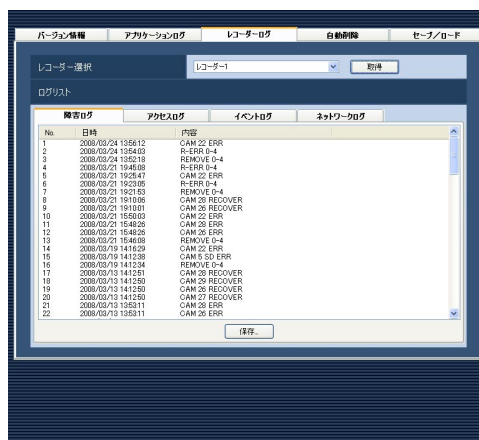 バージョン情報 アプリケーションログ レコーダーログ 自動削除 セーブ/ロード
レコーダー選択 レコーダー1 取得
ログリスト
障害ログ アクセスログ イベントログ ネットワークログ
No. 日時 内容
1 2008/03/24 13:56:12 CAM 22 ERR
2 2008/03/24 13:54:03 R-ERR 0-4
3 2008/03/24 13:52:18 REMOVE 0-4
4 2008/03/21 19:45:08 R-ERR 0-4
5 2008/03/21 19:25:47 CAM 22 ERR
6 2008/03/21 19:23:05 R-ERR 0-4
7 2008/03/21 19:21:53 REMOVE 0-4
8 2008/03/21 19:10:06 CAM 28 RECOVER
9 2008/03/21 19:10:01 CAM 26 RECOVER
10 2008/03/21 15:50:03 CAM 22 ERR
11 2008/03/21 15:48:26 CAM 28 ERR
12 2008/03/21 15:48:26 CAM 26 ERR
13 2008/03/21 15:46:08 REMOVE 0-4
14 2008/03/19 14:16:29 CAM 22 ERR
15 2008/03/19 14:12:38 CAM 5 SD ERR
16 2008/03/19 14:12:34 REMOVE 0-4
17 2008/03/13 14:12:51 CAM 28 RECOVER
18 2008/03/13 14:12:50 CAM 29 RECOVER
19 2008/03/13 14:12:50 CAM 26 RECOVER
20 2008/03/13 14:12:50 CAM 27 RECOVER
21 2008/03/13 13:53:11 CAM 28 ERR
22 2008/03/13 13:53:11 CAM 26 ERR
保存...